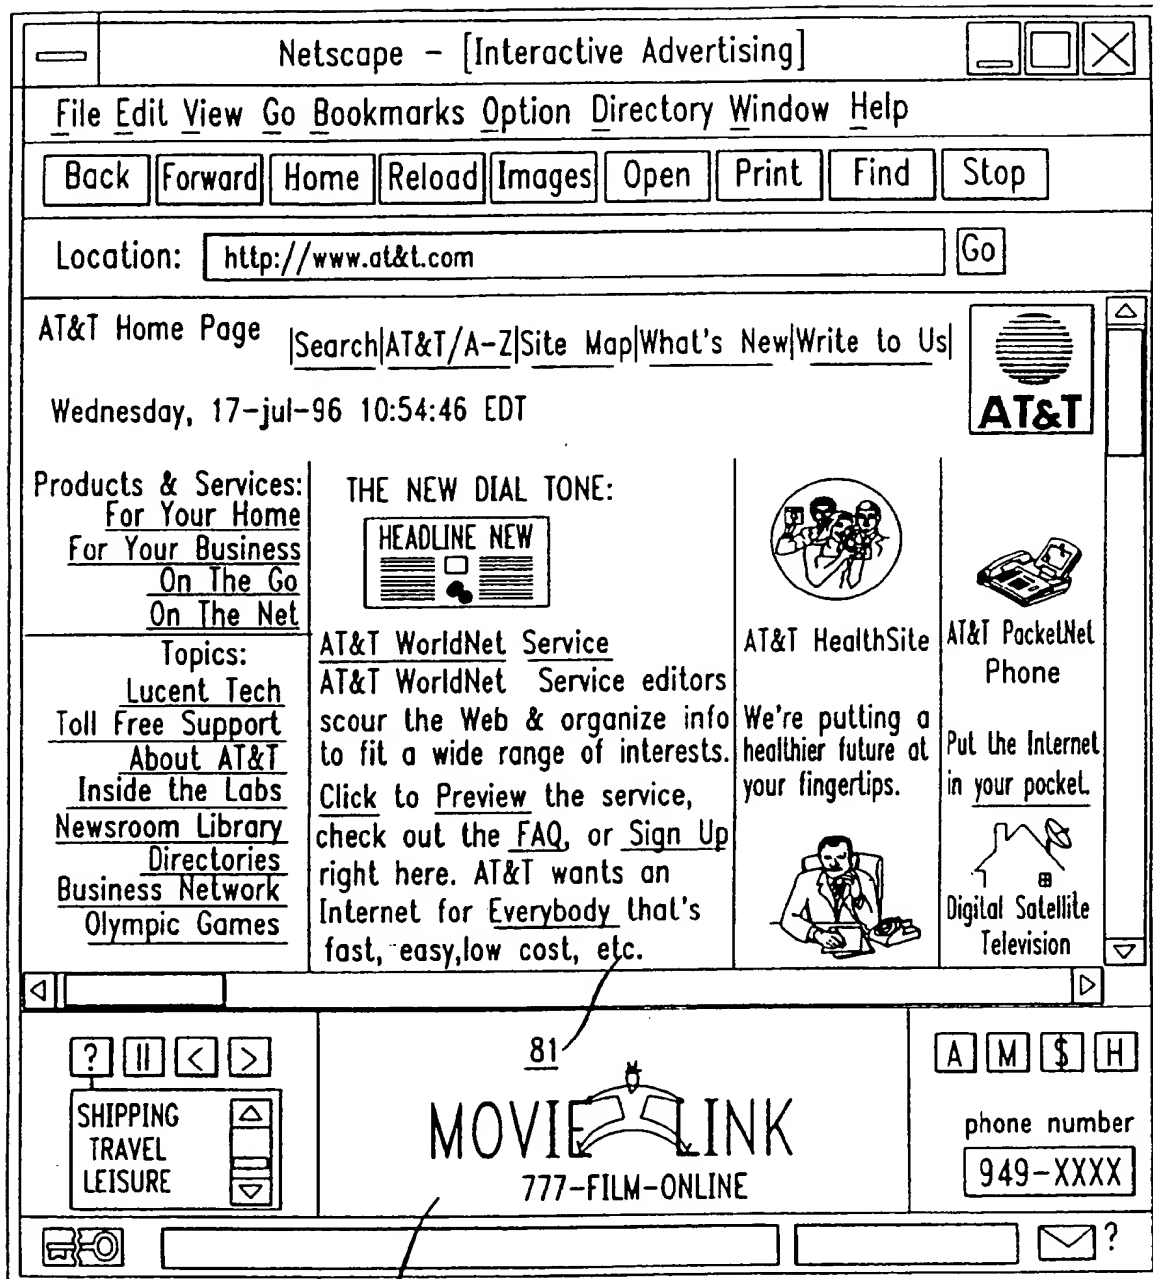 Netscape - [Interactive Advertising]
File Edit View Go Bookmarks Option Directory Window Help
Back Forward Home Reload Images Open Print Find Stop
Location: http://www.at&t.com Go
AT&T Home Page |Search|AT&T/A-Z|Site Map|What's New|Write to Us|
AT&T
Wednesday, 17-jul-96 10:54:46 EDT
Products & Services:
For Your Home
For Your Business
On The Go
On The Net
Topics:
Lucent Tech
Toll Free Support
About AT&T
Inside the Labs
Newsroom Library
Directories
Business Network
Olympic Games
THE NEW DIAL TONE:
HEADLINE NEW
AT&T WorldNet Service
AT&T WorldNet Service editors
scour the Web & organize info
to fit a wide range of interests.
Click to Preview the service,
check out the FAQ, or Sign Up
right here. AT&T wants an
Internet for Everybody that's
fast, easy,low cost, etc.
AT&T HealthSite
We're putting a
healthier future at
your fingertips.
AT&T PocketNet
Phone
Put the Internet
in your pocket.
Digital Satellite
Television
? || < >
SHIPPING
TRAVEL
LEISURE
81
MOVIE LINK
777-FILM-ONLINE
A M $ H
phone number
949-XXXX
?